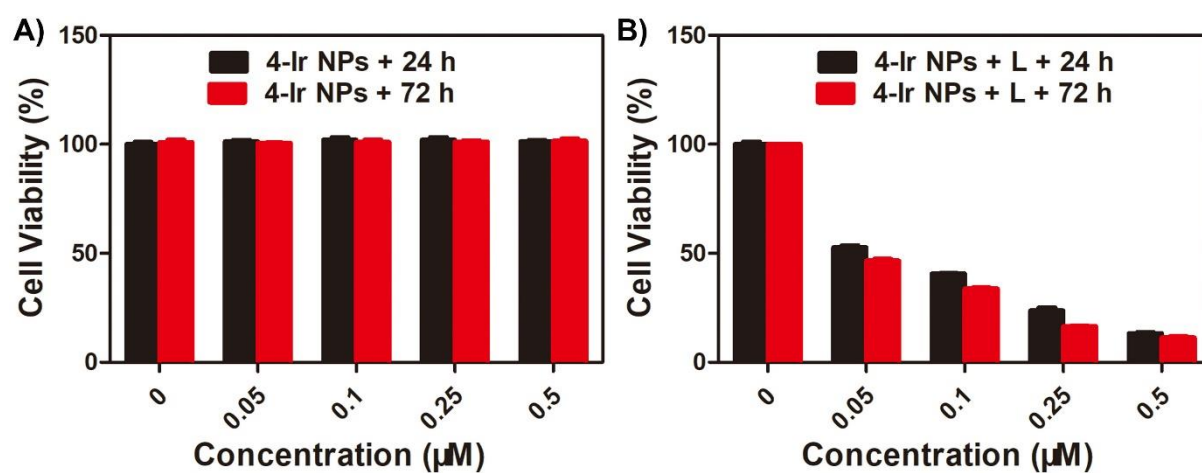 A)
Cell Viability (%)
150
100
50
0
4-Ir NPs + 24 h
4-Ir NPs + 72 h
0
0.05
0.1
0.25
0.5
Concentration (µM)
B)
Cell Viability (%)
150
100
50
0
4-Ir NPs + L + 24 h
4-Ir NPs + L + 72 h
0
0.05
0.1
0.25
0.5
Concentration (µM)